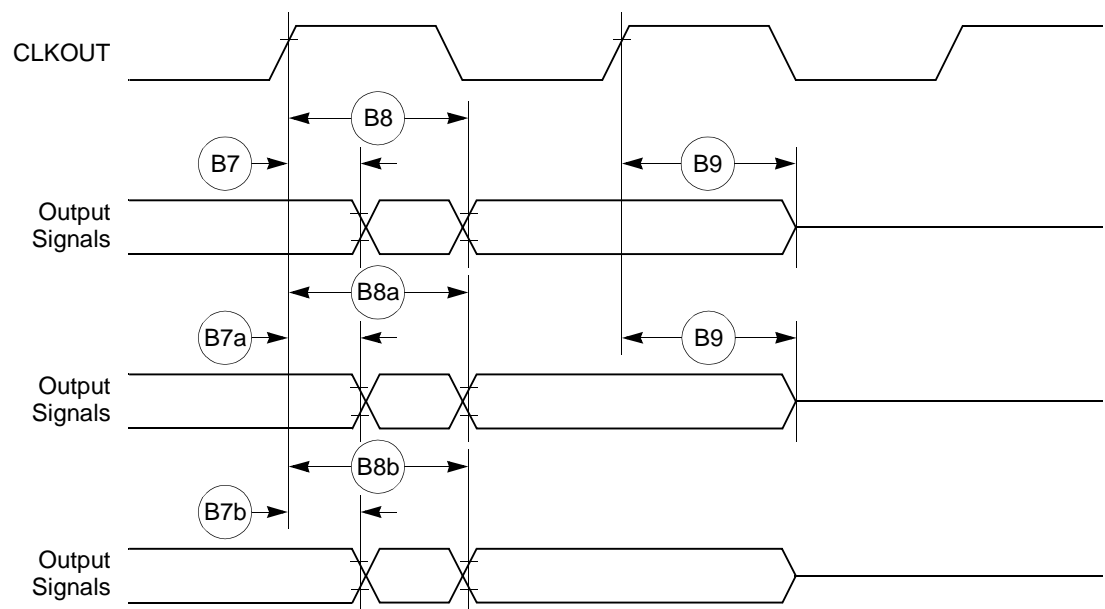 CLKOUT
B8
B7
B9
Output
Signals
B8a
B7a
B9
Output
Signals
B8b
B7b
Output
Signals